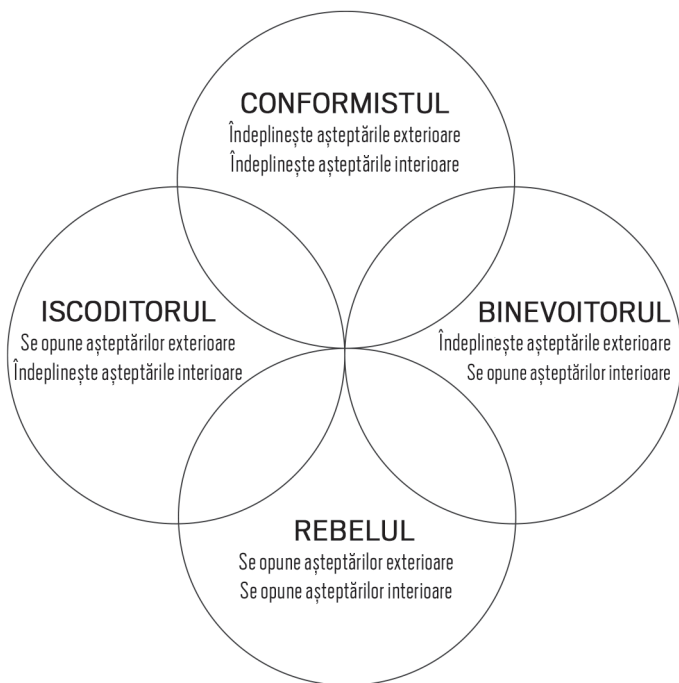 CONFORMISTUL
Îndeplinește așteptările exterioare
Îndeplinește așteptările interioare
ISCODITORUL
Se opune așteptărilor exterioare
Îndeplinește așteptările interioare
BINEVOITORUL
Îndeplinește așteptările exterioare
Se opune așteptărilor interioare
REBELUL
Se opune așteptărilor exterioare
Se opune așteptărilor interioare